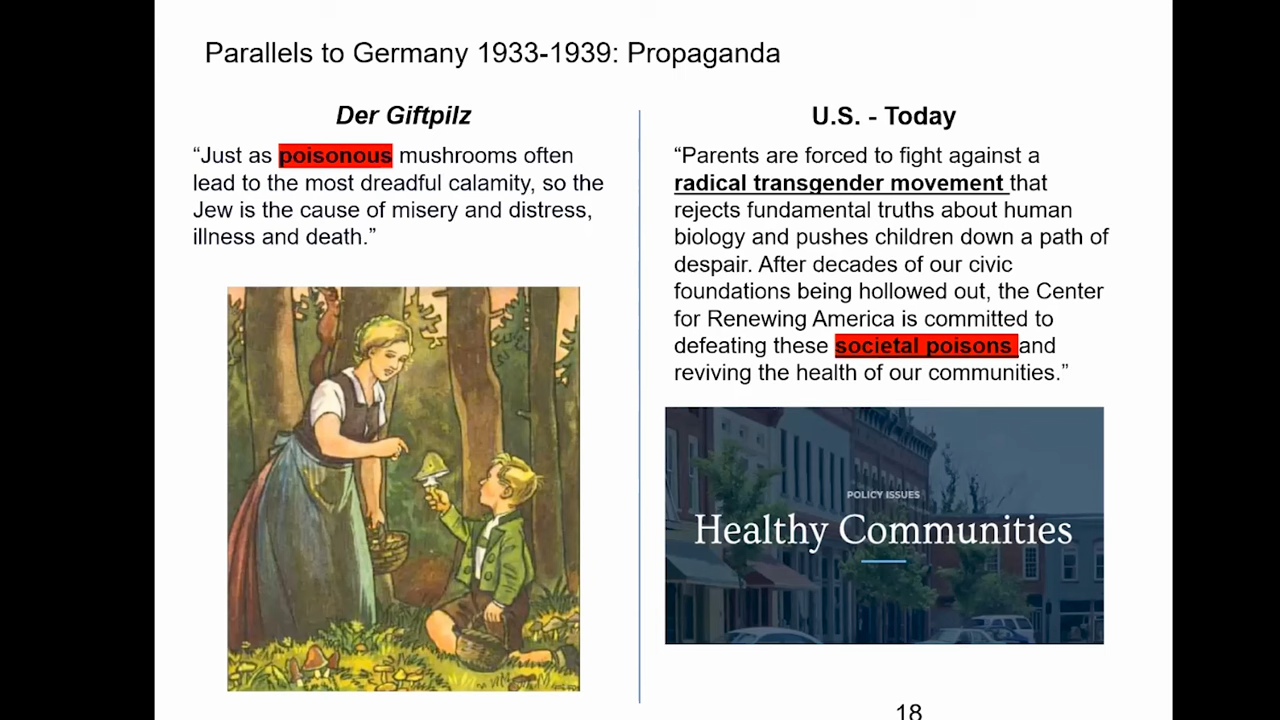 Parallels to Germany 1933-1939: Propaganda
Der Giftpilz
“Just as poisonous mushrooms often
lead to the most dreadful calamity, so the
Jew is the cause of misery and distress,
illness and death.”
U.S. - Today
“Parents are forced to fight against a
radical transgender movement that
rejects fundamental truths about human
biology and pushes children down a path of
despair. After decades of our civic
foundations being hollowed out, the Center
for Renewing America is committed to
defeating these societal poisons and
reviving the health of our communities.”
POLICY ISSUES
Healthy Communities
18